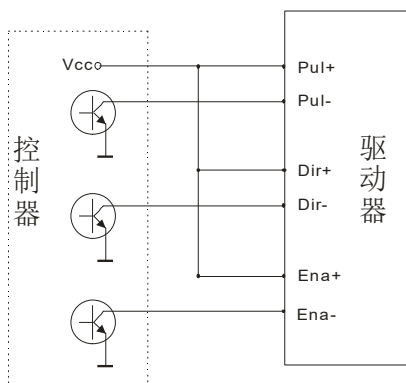 Vcc
Pul+
Pul-
控制器
驱动器
Dir+
Dir-
Ena+
Ena-